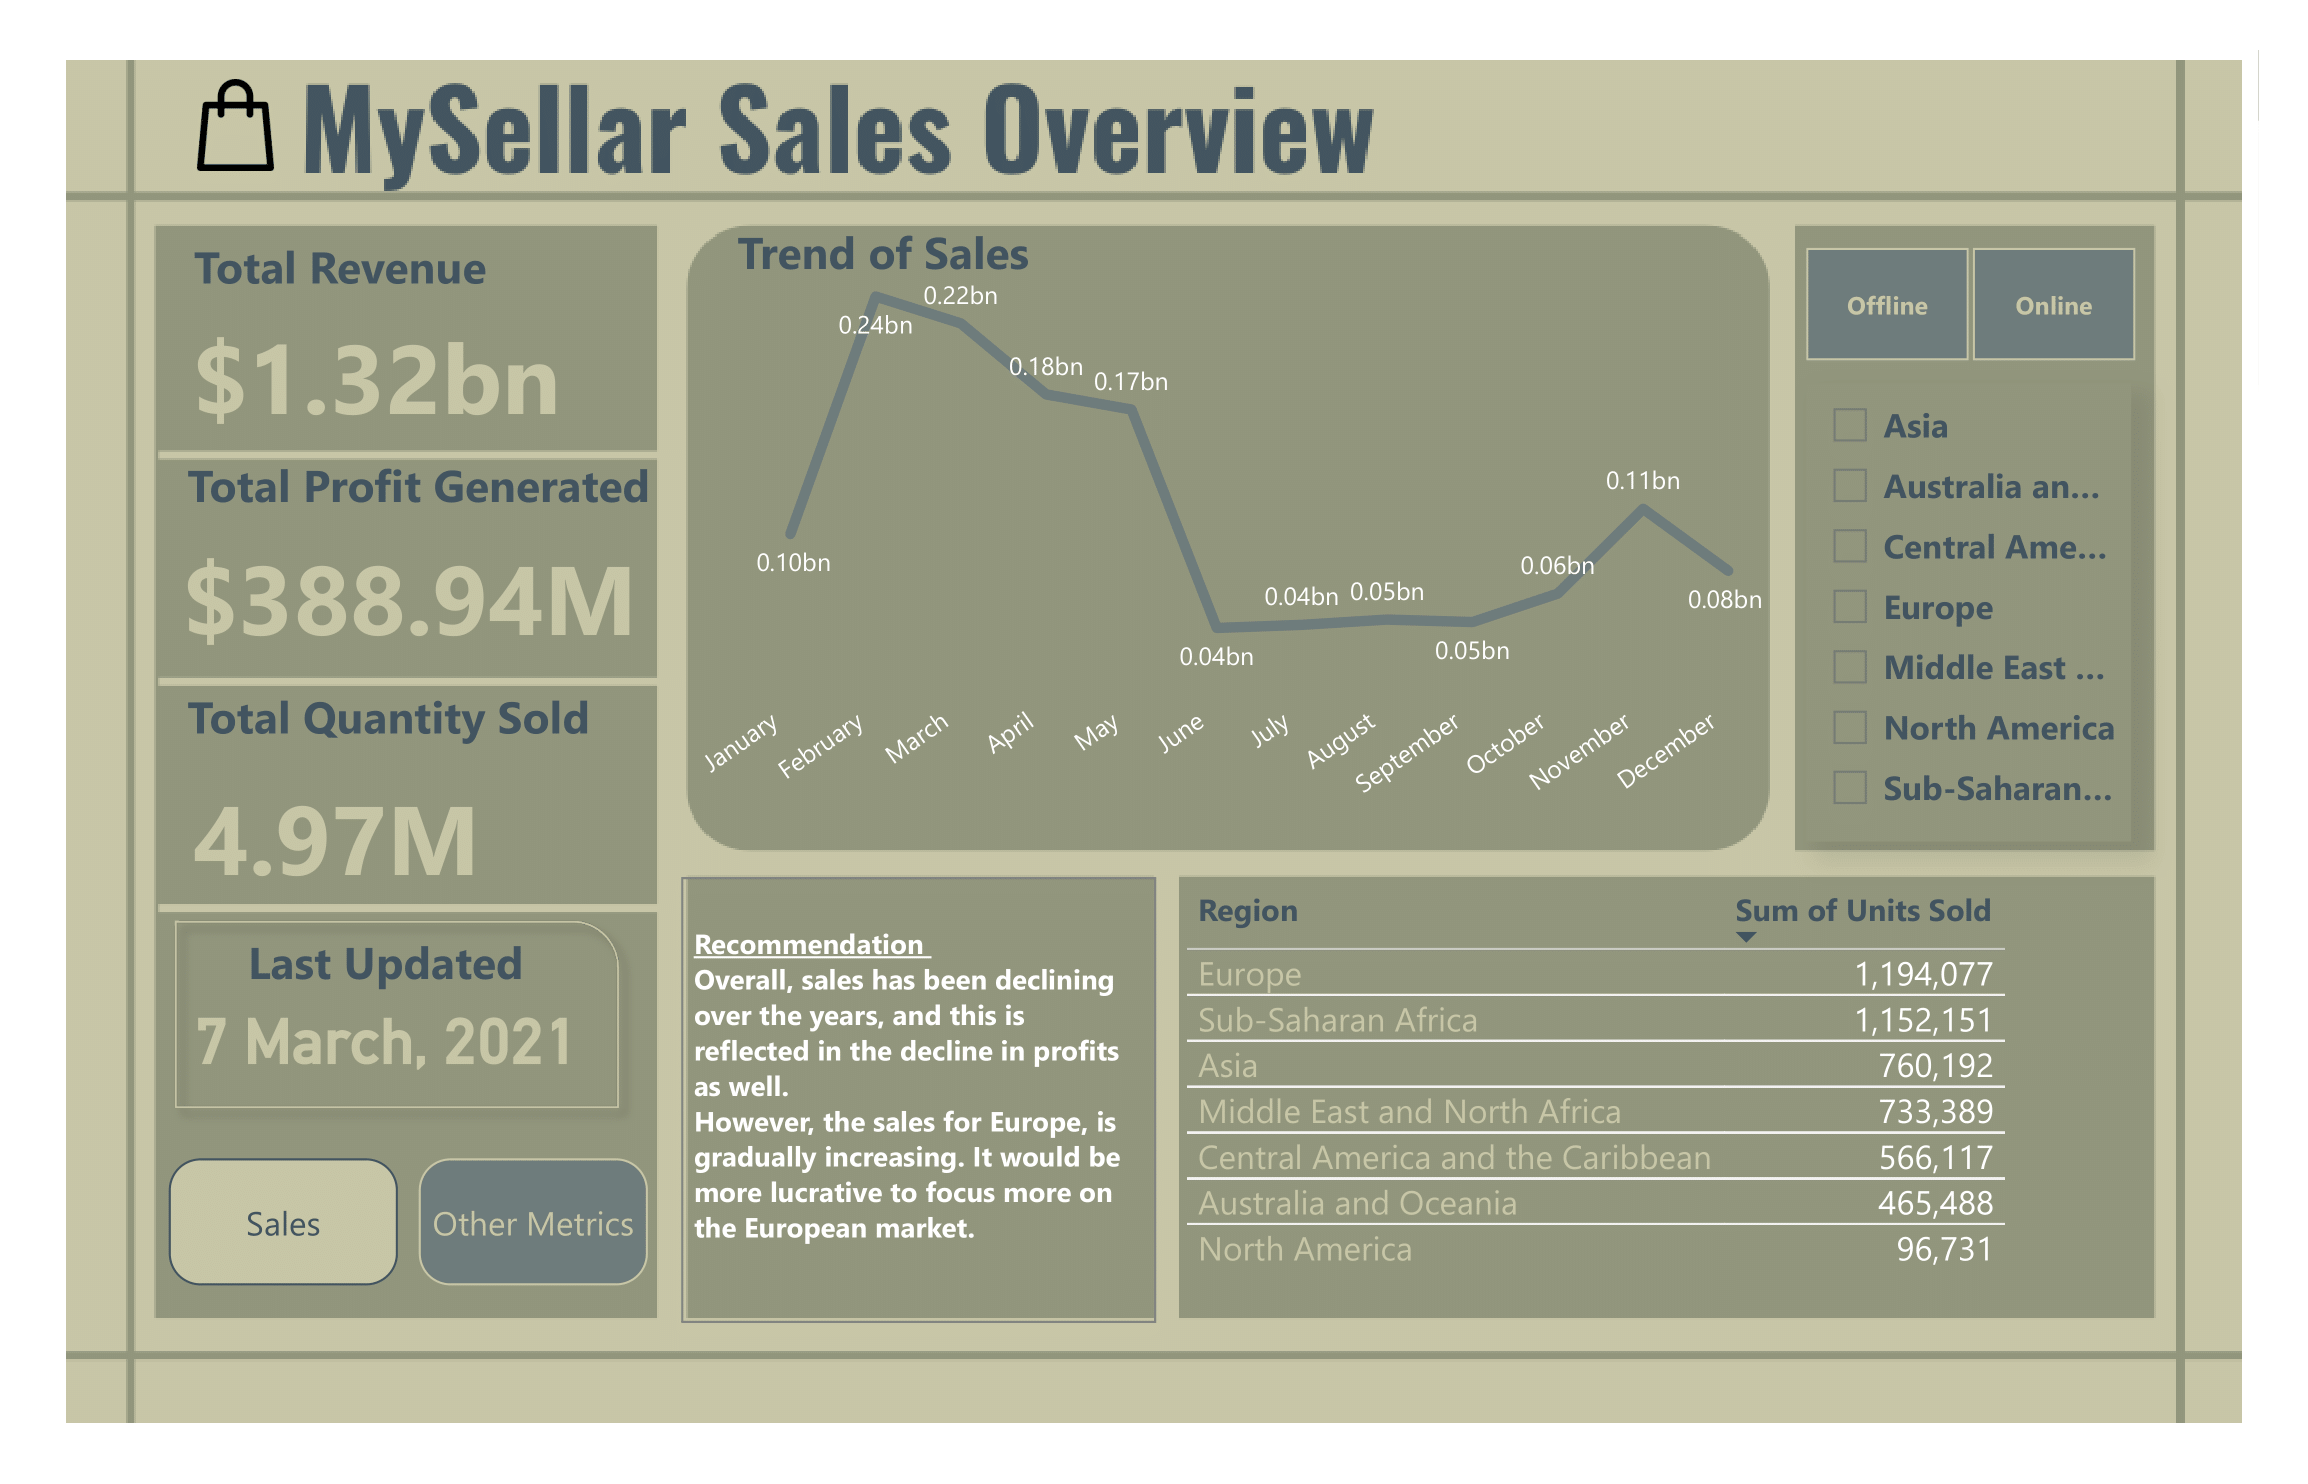 MySellar Sales Overview
Total Revenue
$1.32bn
Total Profit Generated
$388.94M
Total Quantity Sold
4.97M
Last Updated
7 March, 2021
Sales
Other Metrics
Trend of Sales
0.10bn
0.24bn
0.22bn
0.18bn
0.17bn
0.04bn
0.04bn
0.05bn
0.05bn
0.06bn
0.11bn
0.08bn
January
February
March
April
May
June
July
August
September
October
November
December
Offline
Online
Asia
Australia an...
Central Ame...
Europe
Middle East ...
North America
Sub-Saharan...
Recommendation
Overall, sales has been declining
over the years, and this is
reflected in the decline in profits
as well.
However, the sales for Europe, is
gradually increasing. It would be
more lucrative to focus more on
the European market.
Region Sum of Units Sold
Europe 1,194,077
Sub-Saharan Africa 1,152,151
Asia 760,192
Middle East and North Africa 733,389
Central America and the Caribbean 566,117
Australia and Oceania 465,488
North America 96,731